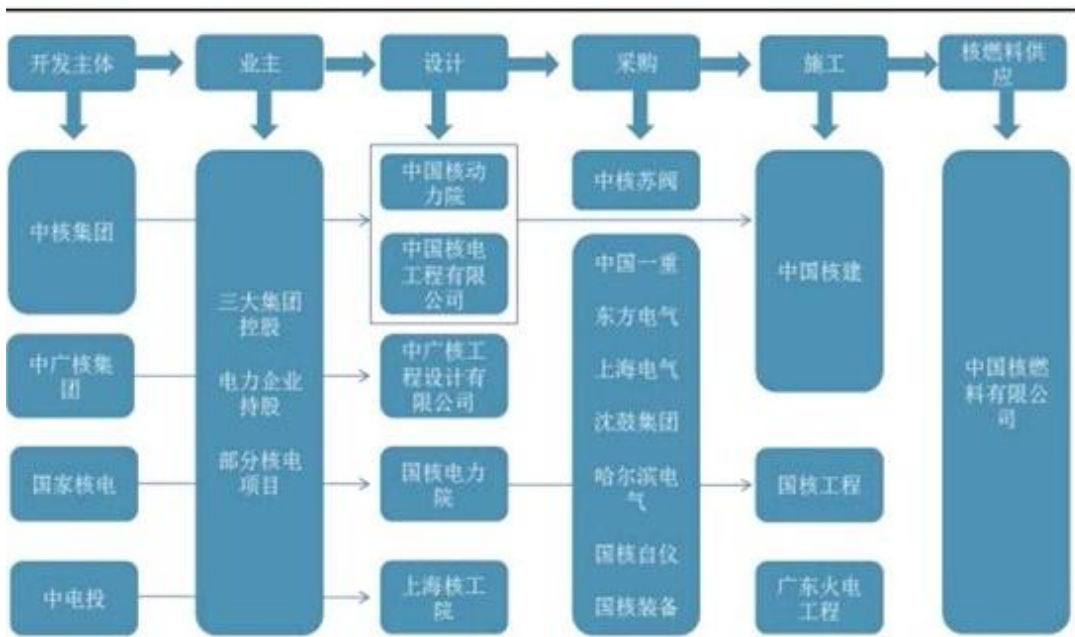 开发主体
业主
设计
采购
施工
核燃料供
应
中核集团
中广核集
团
国家核电
中电投
三大集团
控股
电力企业
持股
部分核电
项目
中国核动
力院
中国核电
工程有限
公司
中广核工
程设计有
限公司
国核电力
院
上海核工
院
中核苏阀
中国一重
东方电气
上海电气
沈鼓集团
哈尔滨电
气
国核自仪
国核装备
中国核建
国核工程
广东火电
工程
中国核燃
料有限公
司